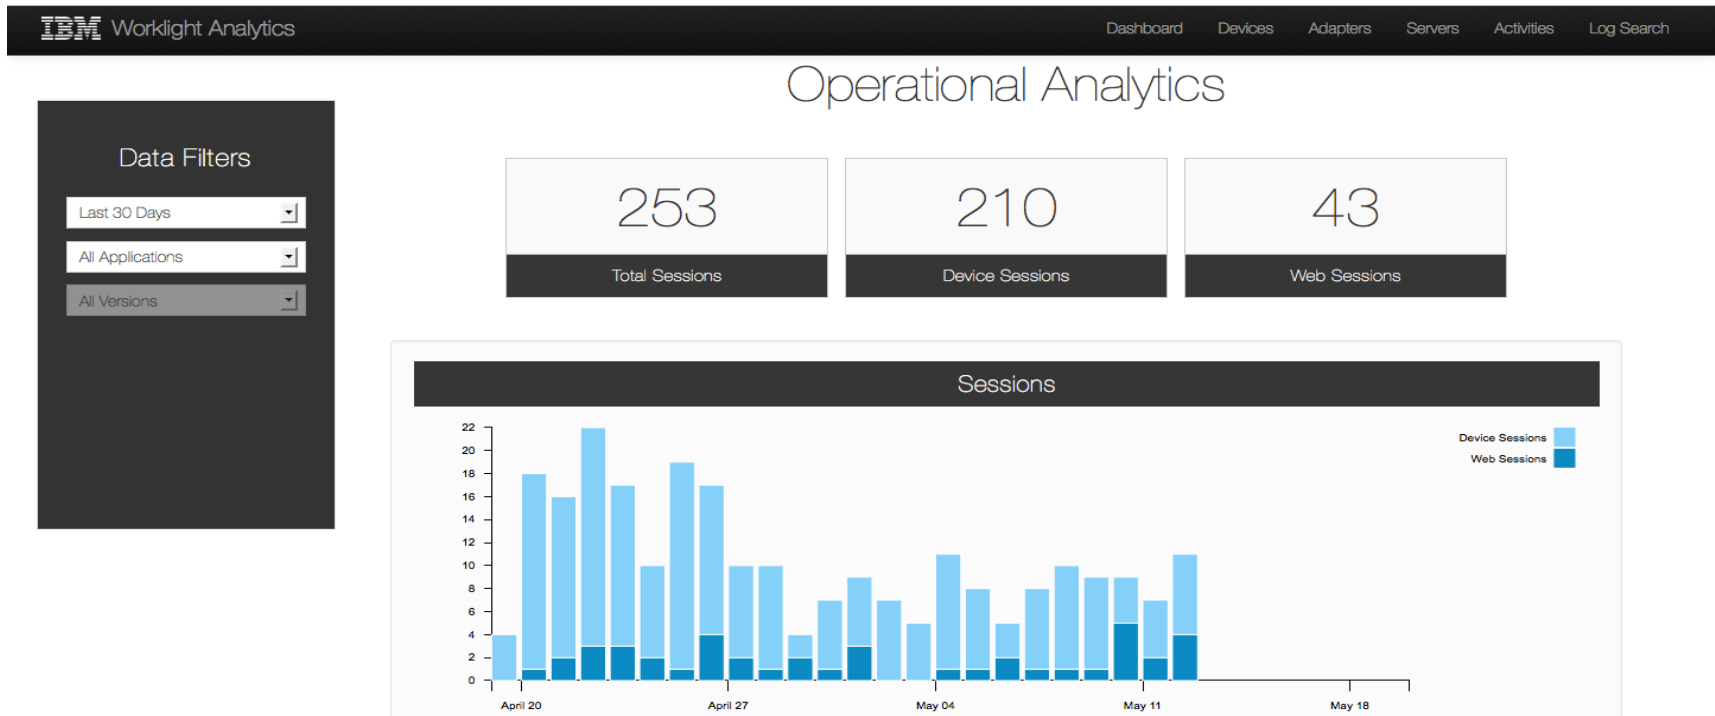 IBM Worklight Analytics Dashboard Devices Adapters Servers Activities Log Search
Operational Analytics
Data Filters
Last 30 Days
All Applications
All Versions
253
Total Sessions
210
Device Sessions
43
Web Sessions
Sessions
22
20
18
16
14
12
10
8
6
4
2
0
April 20 April 27 May 04 May 11 May 18
Device Sessions
Web Sessions